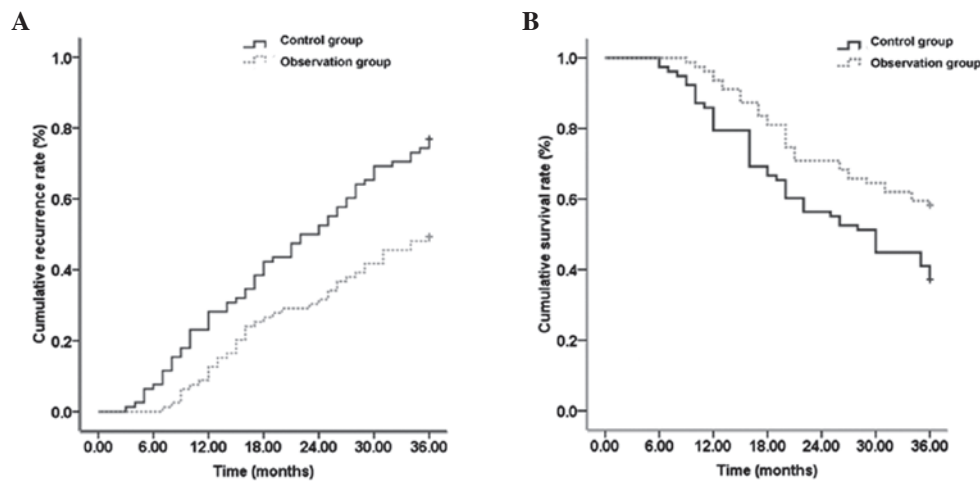 A
Control group
Observation group
Cumulative recurrence rate (%)
1.0
0.8
0.6
0.4
0.2
0.0
0.00 6.00 12.00 18.00 24.00 30.00 36.00
Time (months)
B
Control group
Observation group
Cumulative survival rate (%)
1.0
0.8
0.6
0.4
0.2
0.0
0.00 6.00 12.00 18.00 24.00 30.00 36.00
Time (months)